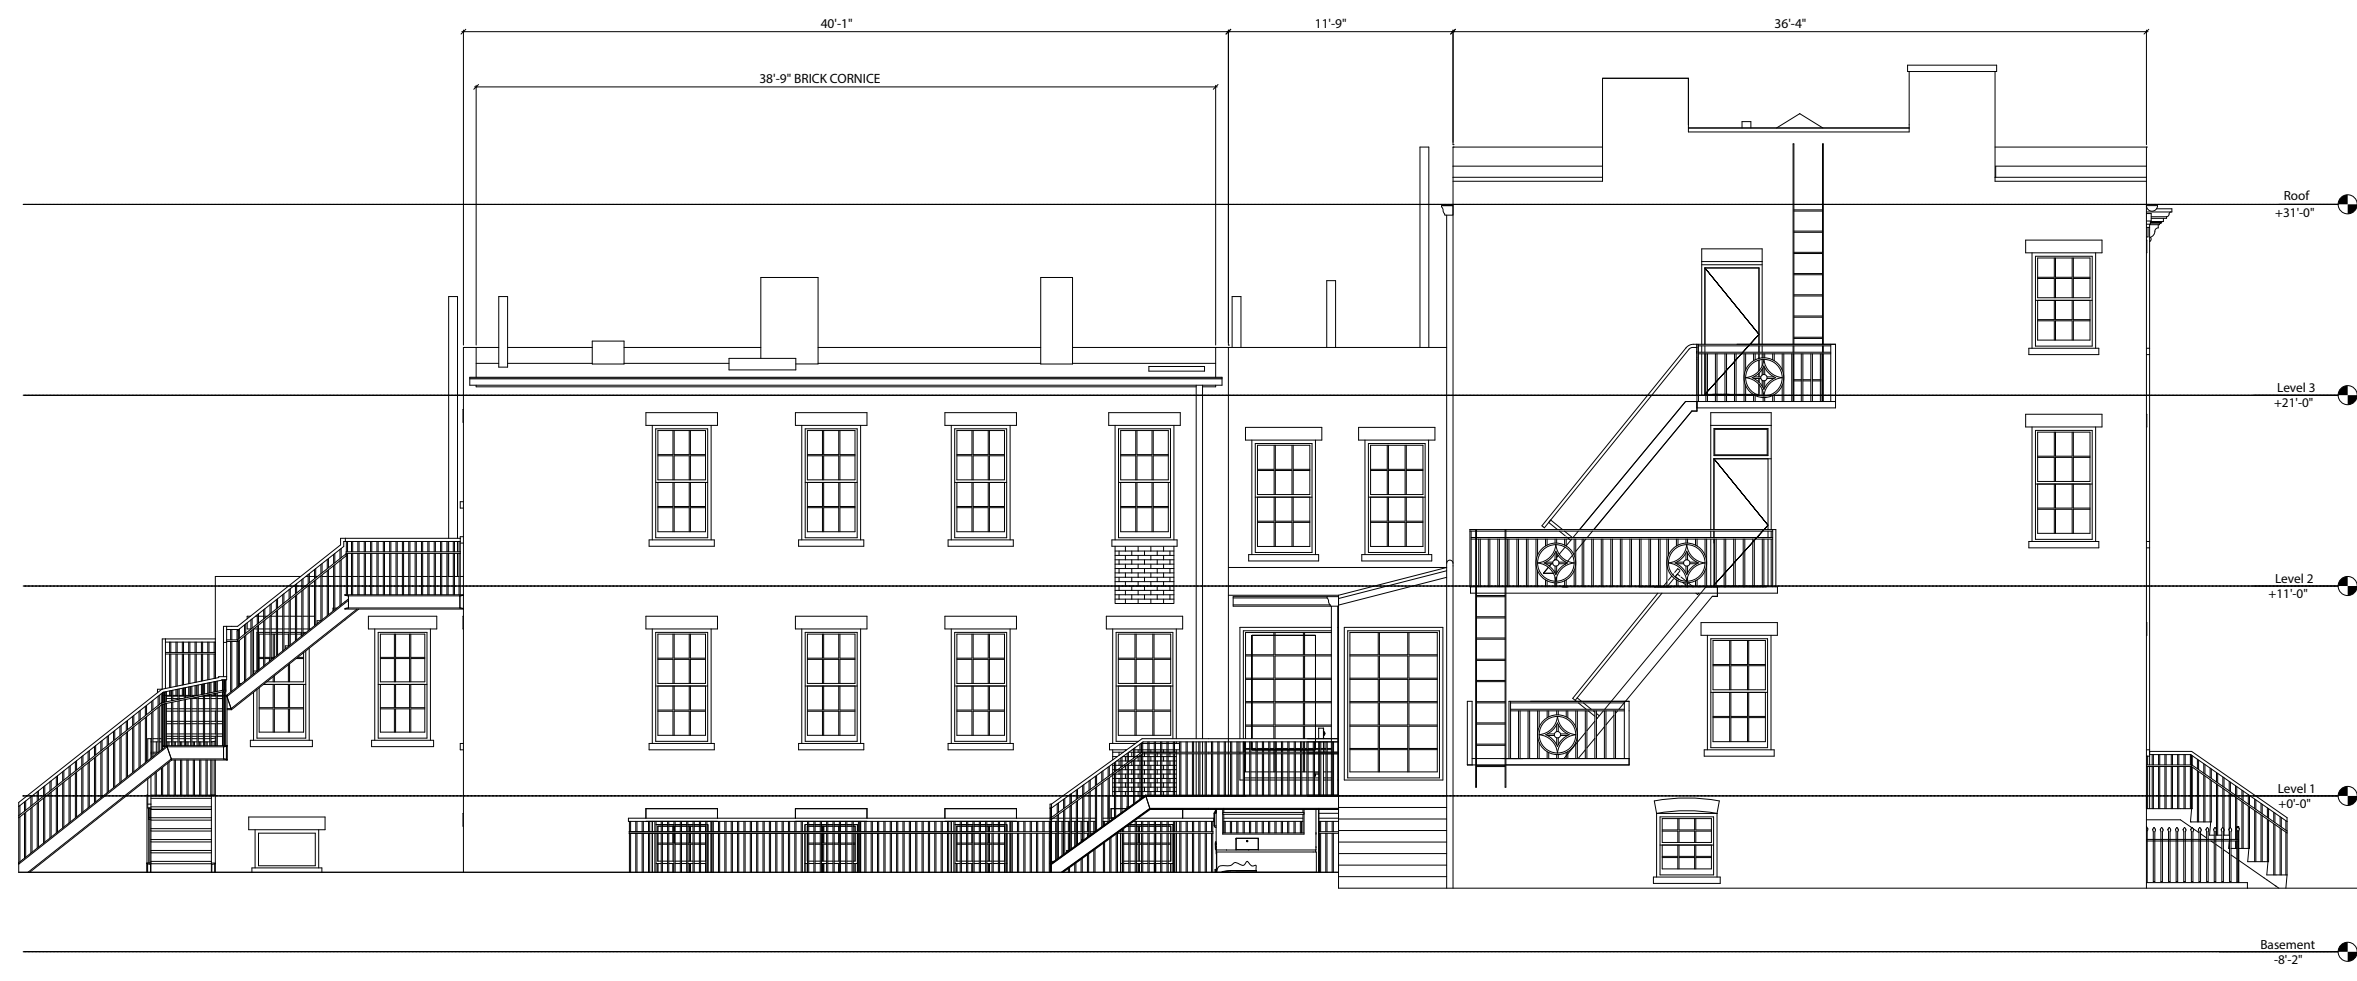 40'-1"
11'-9"
36'-4"
38'-9" BRICK CORNICE
Roof
+31'-0"
Level 3
+21'-0"
Level 2
+11'-0"
Level 1
+0'-0"
Basement
-8'-2"